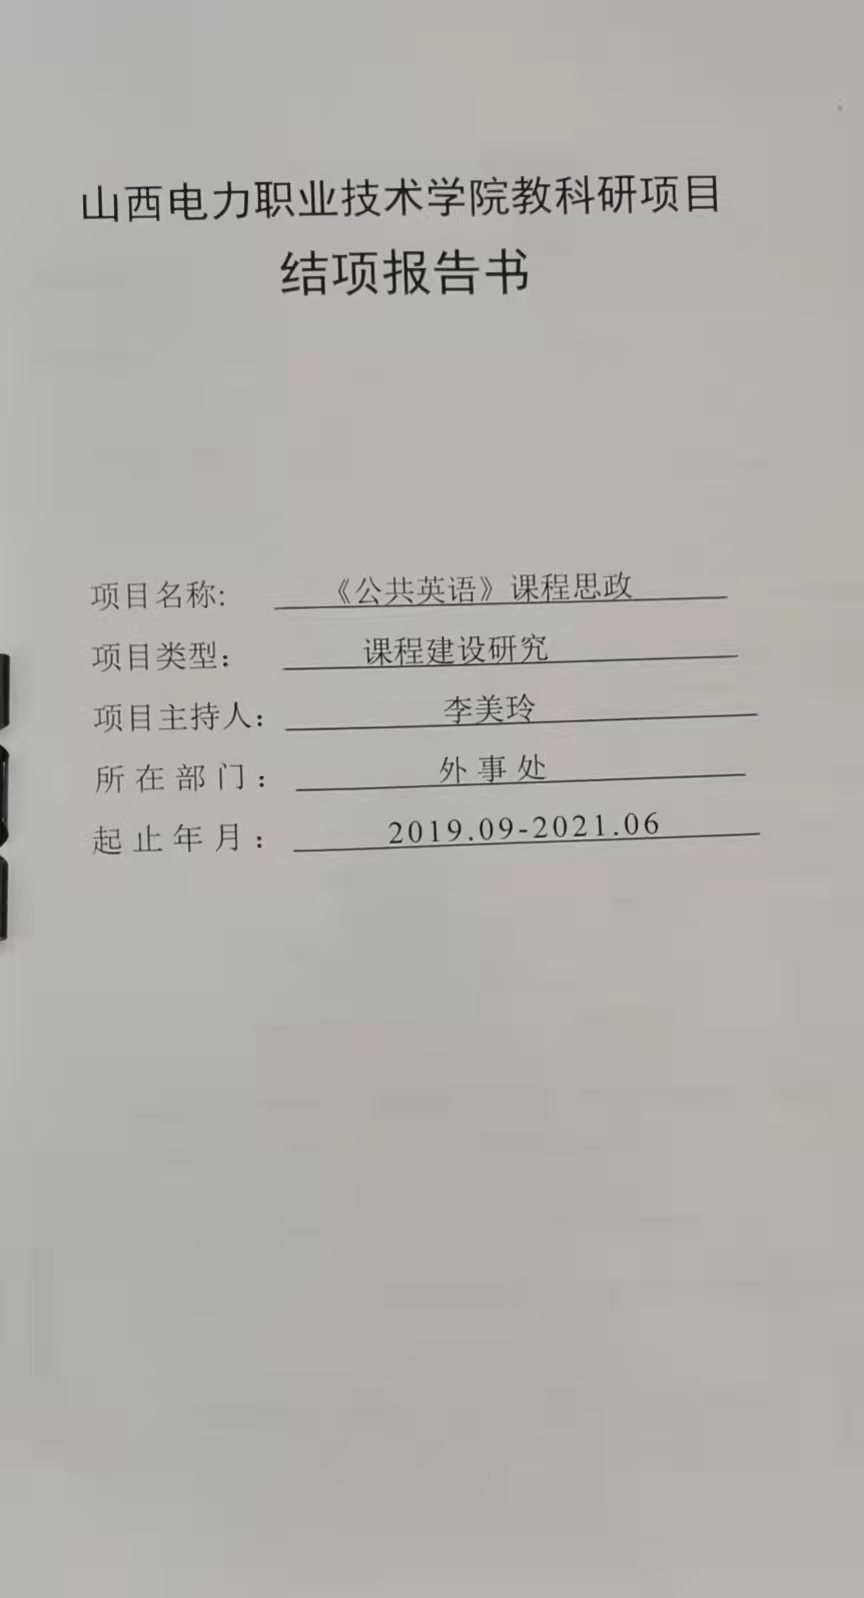 山西电力职业技术学院教科研项目
结项报告书
项目名称: 《公共英语》课程思政
项目类型： 课程建设研究
项目主持人： 李美玲
所在部门： 外事处
起止年月： 2019.09-2021.06